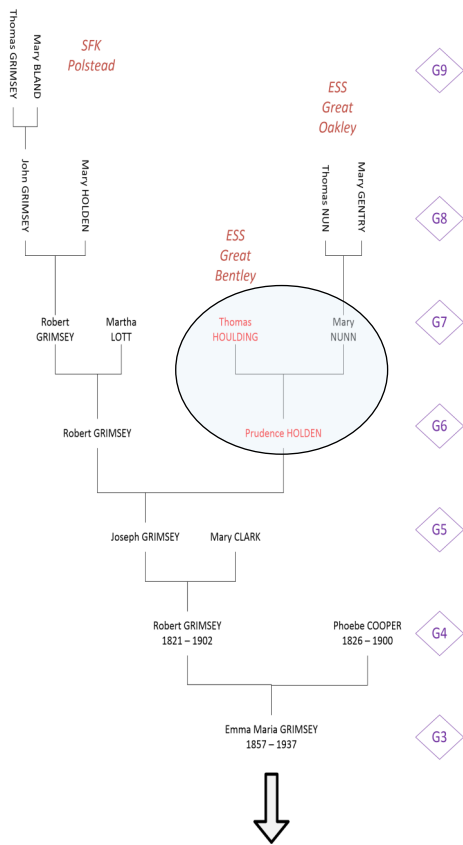 Thomas GRIMSEY
Mary BLAND
SFK
Polstead
G9
ESS
Great
Oakley
John GRIMSEY
Mary HOLDEN
Thomas NUN
Mary GENTRY
G8
ESS
Great
Bentley
Robert
GRIMSEY
Martha
LOTT
Thomas
HOULDING
Mary
NUNN
G7
Robert GRIMSEY
Prudence HOLDEN
G6
Joseph GRIMSEY
Mary CLARK
G5
Robert GRIMSEY
1821 – 1902
Phoebe COOPER
1826 – 1900
G4
Emma Maria GRIMSEY
1857 – 1937
G3